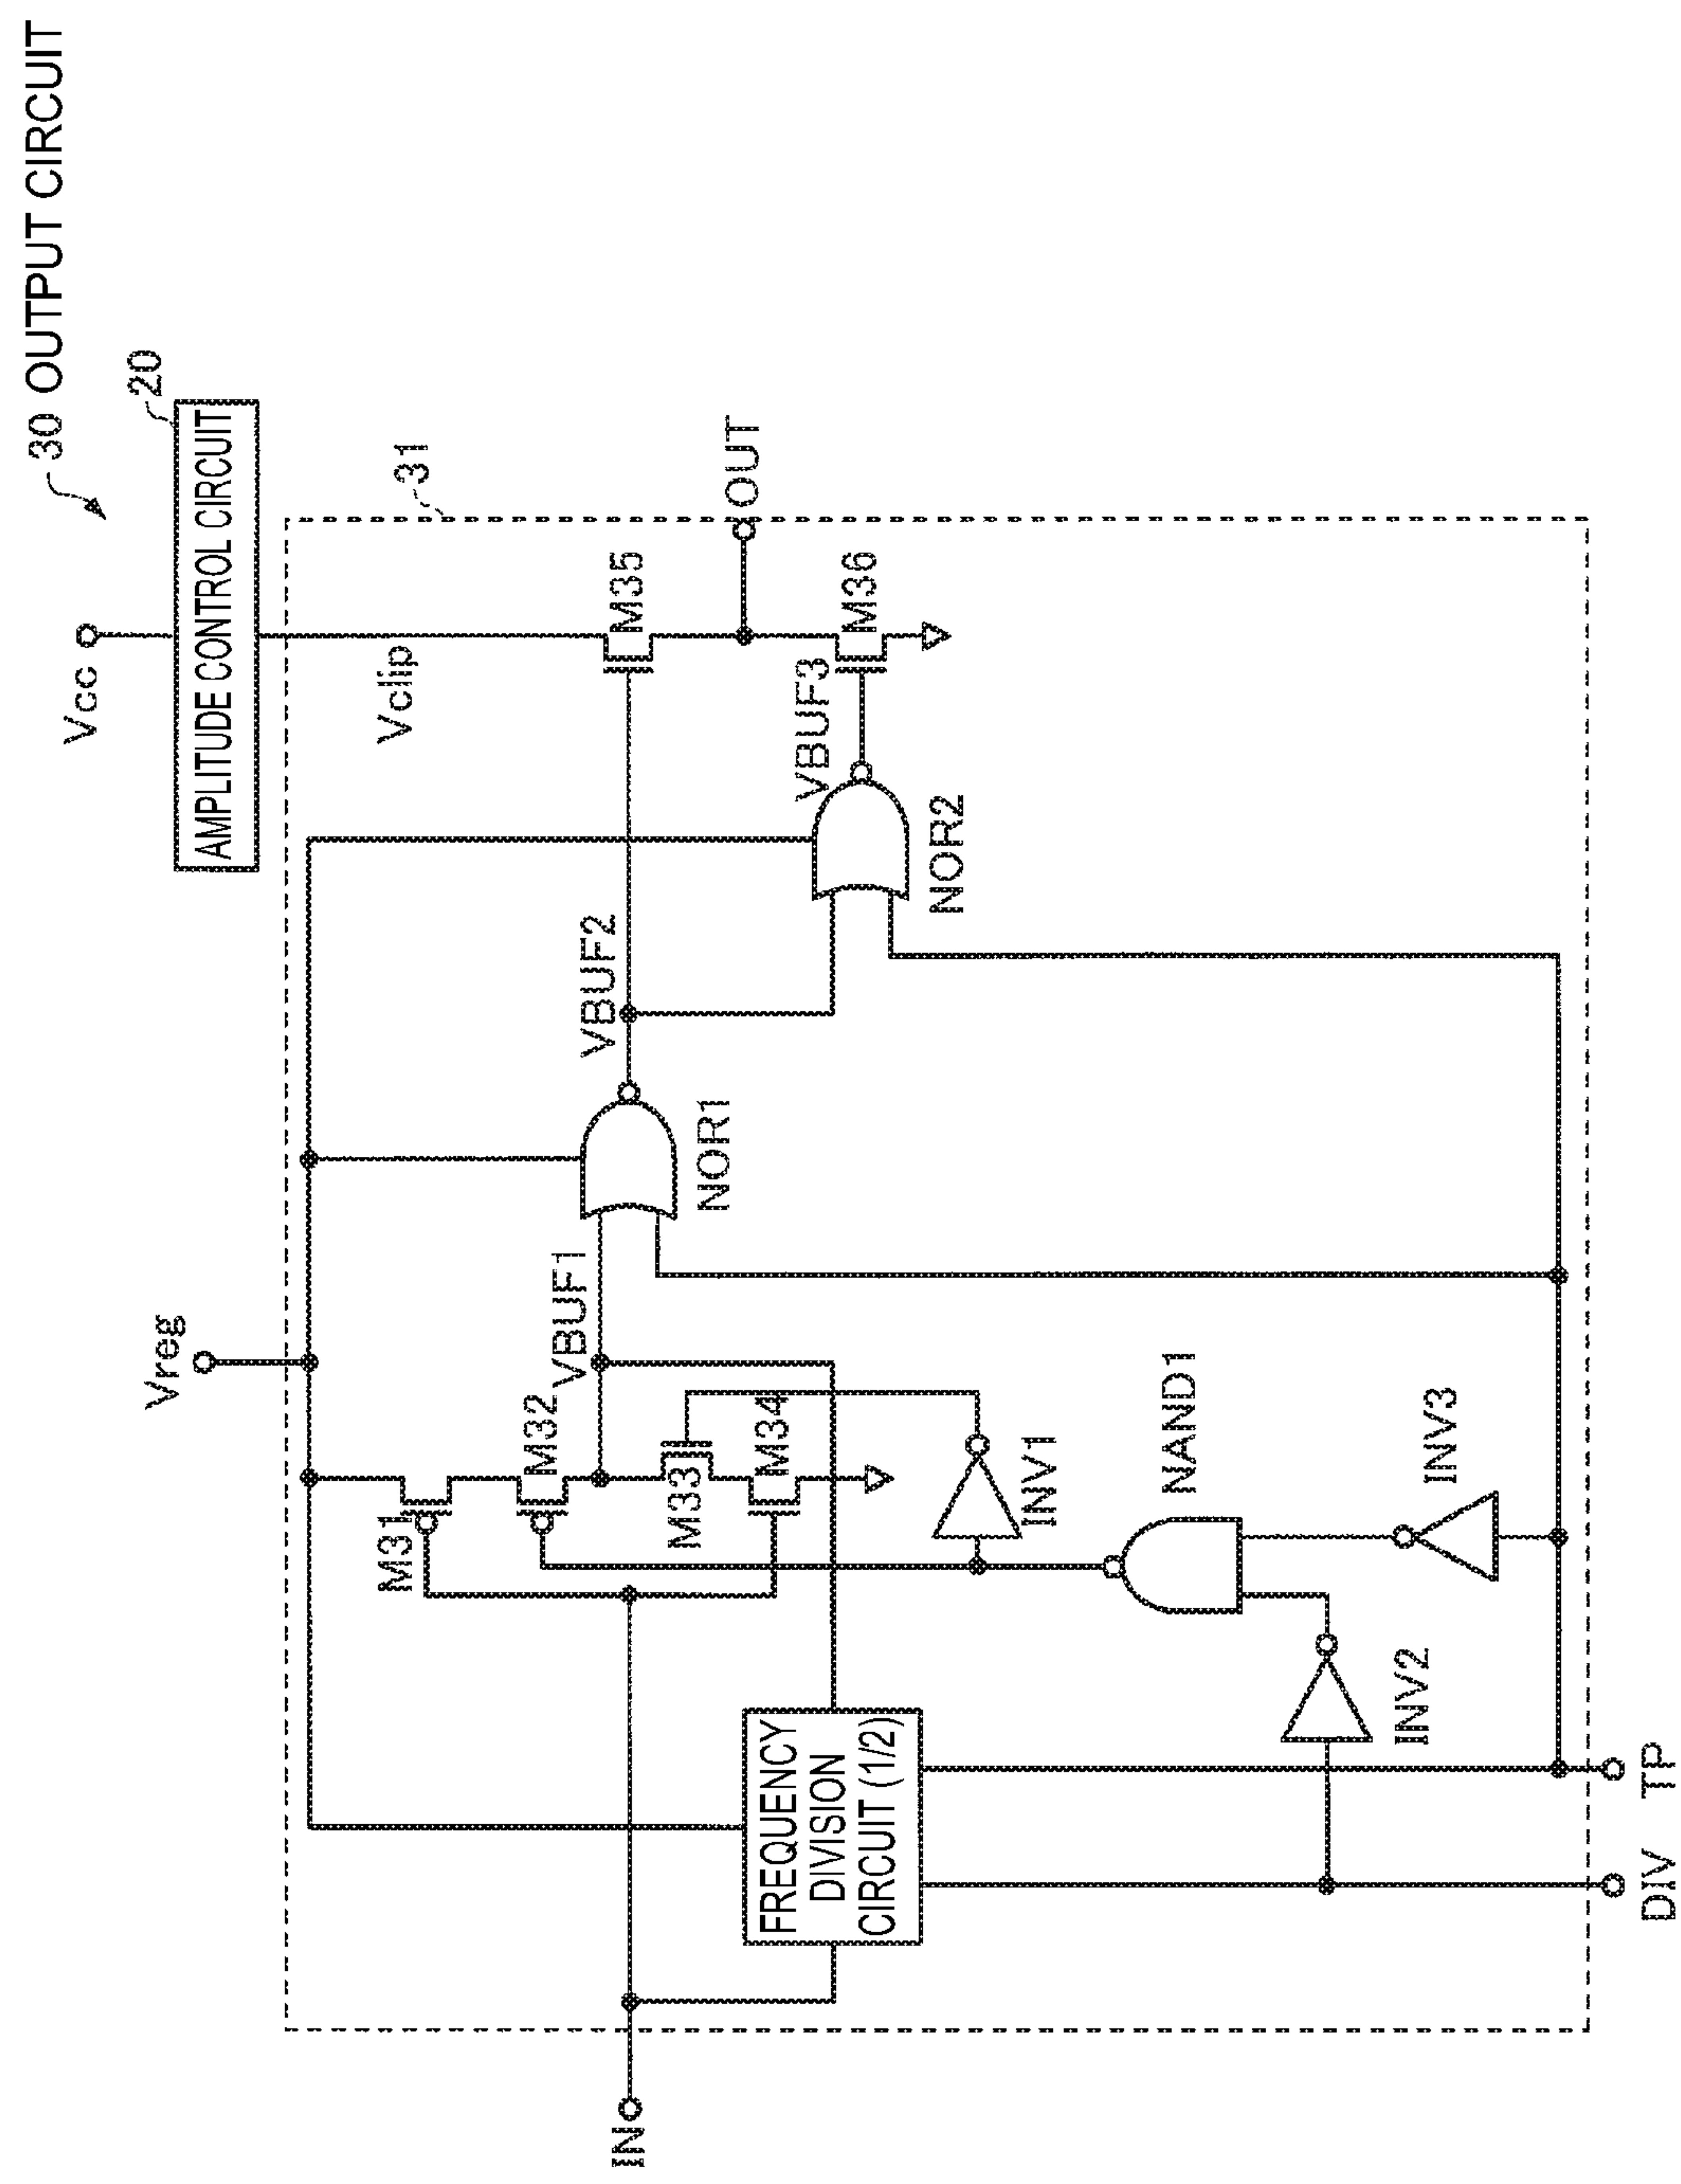 30 OUTPUT CIRCUIT
Vcc
20
AMPLITUDE CONTROL CIRCUIT
Vreg
Vclip
31
M31
M32
VBUF1
VBUF2
M35
M33
M34
NOR1
OUT
VBUF3
M36
IN
FREQUENCY
DIVISION
CIRCUIT (1/2)
NOR2
INV1
NAND1
INV2
INV3
DIV
TP